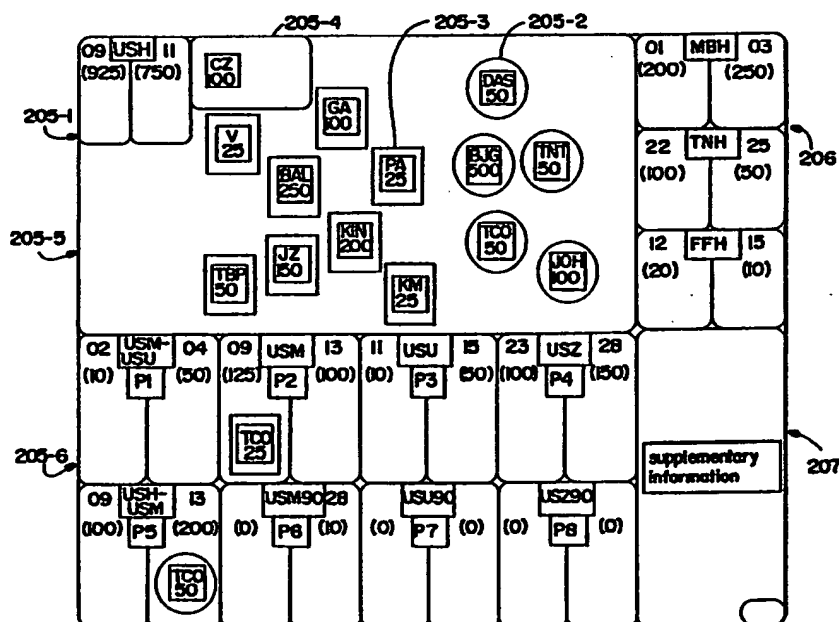 205-4
205-3
205-2
09 USH 11
(925) (750)
CZ
100
DAS
50
01 MBH 03
(200) (250)
GA
100
205-1
V
25
BAL
250
PA
25
BJG
500
TNT
50
206
22 TNH 25
(100) (50)
205-5
KIN
200
TCO
50
JZ
150
TBP
50
KM
25
JOH
100
12 FFH 15
(20) (10)
02 USM-USU 04
(10) P1 (50)
09 USM 13
(125) P2 (100)
11 USU 15
(10) P3 (50)
23 USZ 28
(100) P4 (150)
TCO
25
205-6
supplementary
information
207
09 USH-USM 13
(100) P5 (200)
USM90 28
(0) P6 (10)
USU90
(0) P7 (0)
USZ90
(0) P8 (0)
TCO
50